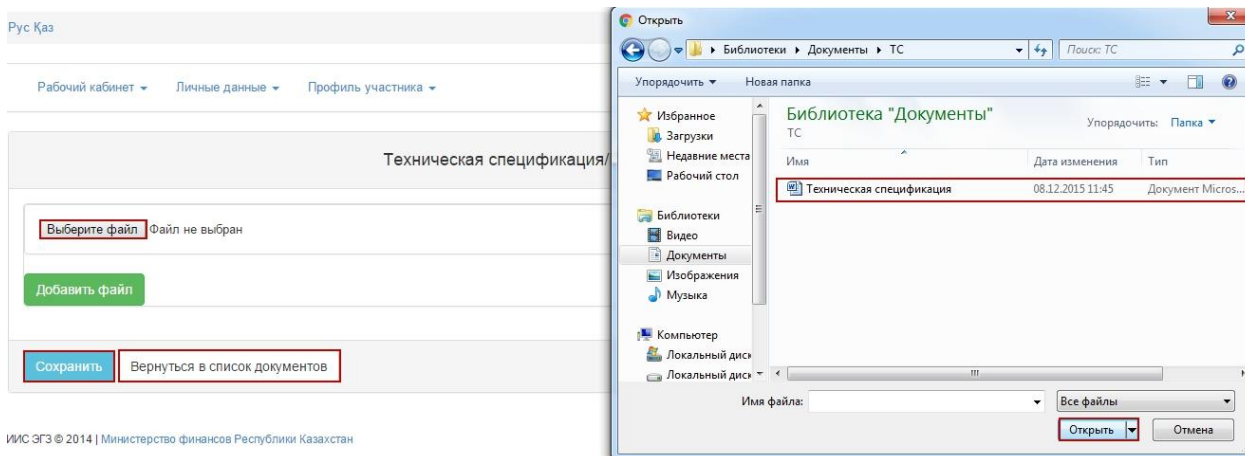 Рус Қаз
Рабочий кабинет Личные данные Профиль участника
Техническая спецификация/
Выберите файл Файл не выбран
Добавить файл
Сохранить Вернуться в список документов
ИИС ЭГЗ © 2014 | Министерство финансов Республики Казахстан
Открыть
Библиотеки Документы ТС
Поиск: ТС
Упорядочить Новая папка
Избранное
Загрузки
Недавние места
Рабочий стол
Библиотеки
Видео
Документы
Изображения
Музыка
Компьютер
Локальный диск
Локальный диск
Библиотека "Документы"
ТС
Упорядочить: Папка
Имя Дата изменения Тип
Техническая спецификация 08.12.2015 11:45 Документ Micros...
Имя файла: Все файлы
Открыть Отмена